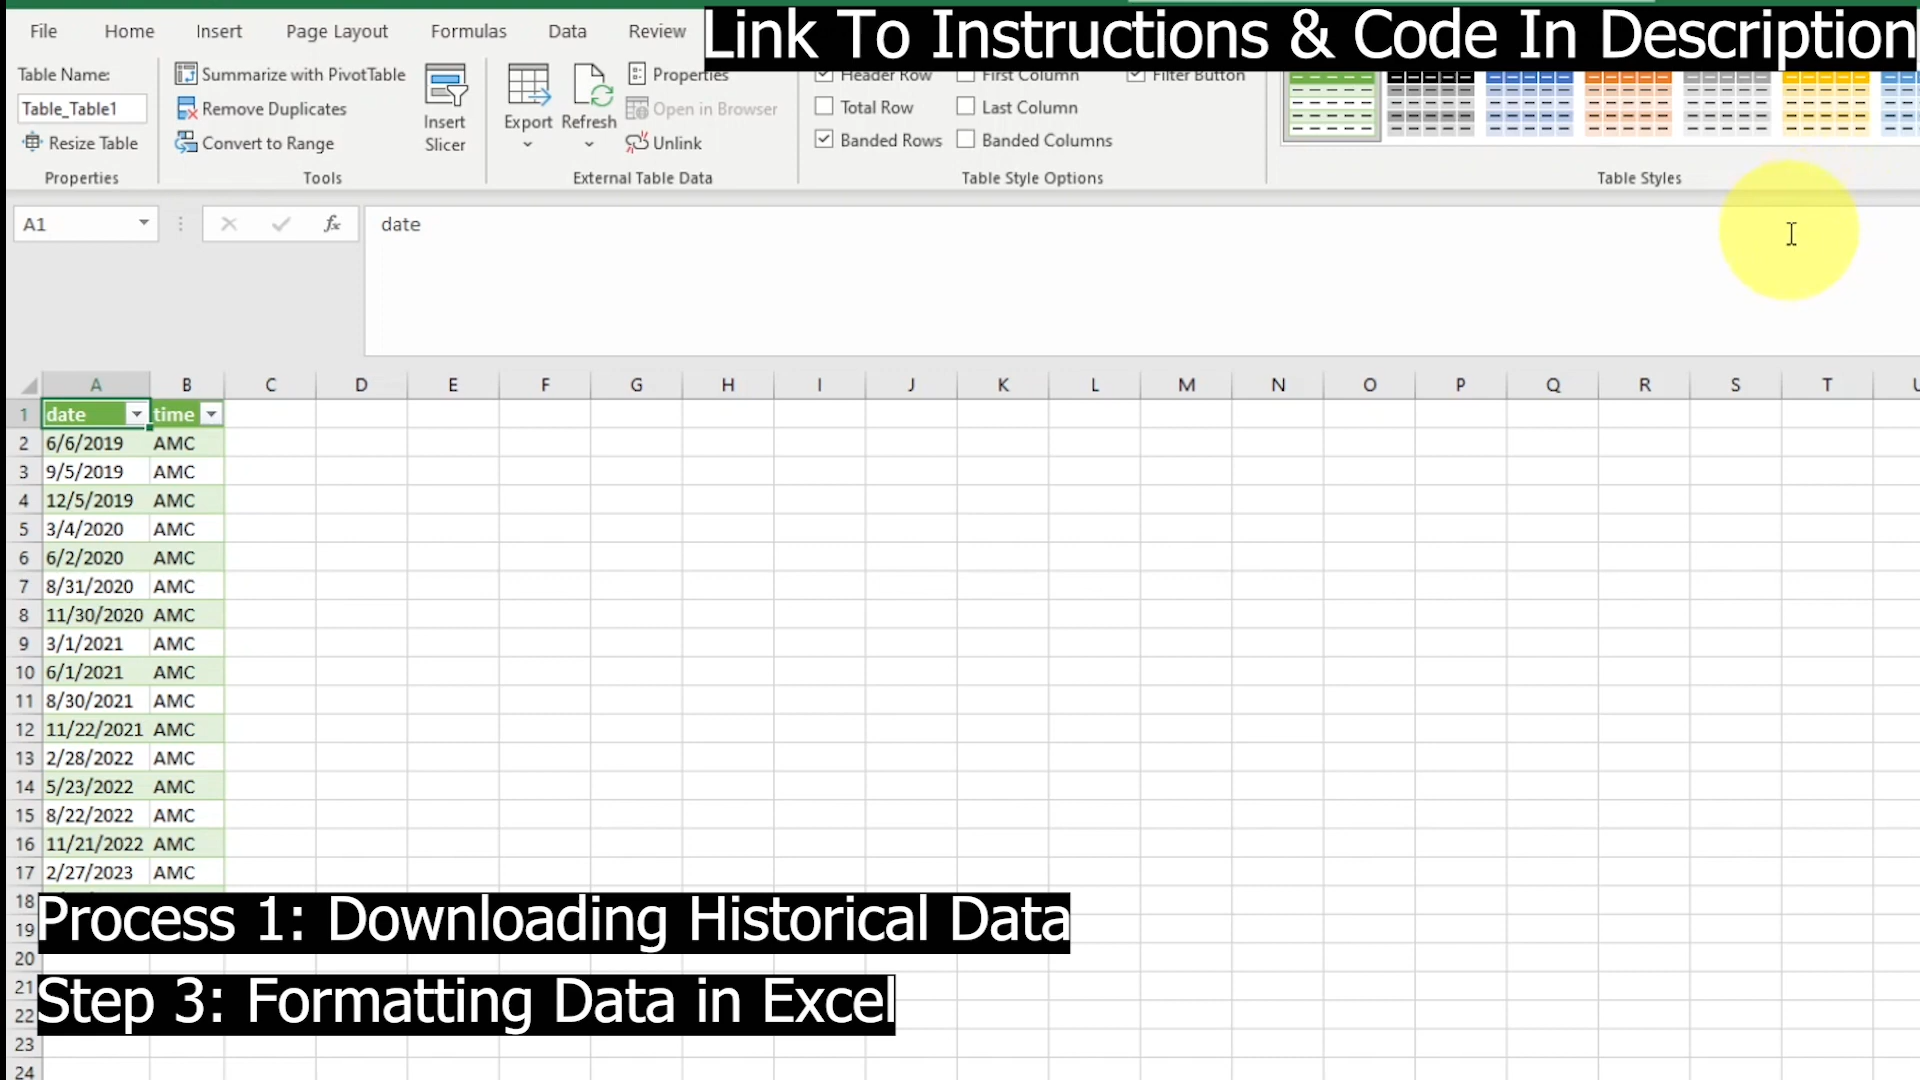 File Home Insert Page Layout Formulas Data Review
Link To Instructions & Code In Description
Table Name:
Table_Table1
Resize Table
Properties
Summarize with PivotTable
Remove Duplicates
Convert to Range
Tools
Insert
Slicer
Export
Refresh
Properties
Open in Browser
Unlink
External Table Data
Header Row First Column Filter Button
Total Row Last Column
Banded Rows Banded Columns
Table Style Options
Table Styles
A1 fx date
A B C D E F G H I J K L M N O P Q R S T U
1 date time
2 6/6/2019 AMC
3 9/5/2019 AMC
4 12/5/2019 AMC
5 3/4/2020 AMC
6 6/2/2020 AMC
7 8/31/2020 AMC
8 11/30/2020 AMC
9 3/1/2021 AMC
10 6/1/2021 AMC
11 8/30/2021 AMC
12 11/22/2021 AMC
13 2/28/2022 AMC
14 5/23/2022 AMC
15 8/22/2022 AMC
16 11/21/2022 AMC
17 2/27/2023 AMC
18
Process 1: Downloading Historical Data
19
20
21
Step 3: Formatting Data in Excel
22
23
24